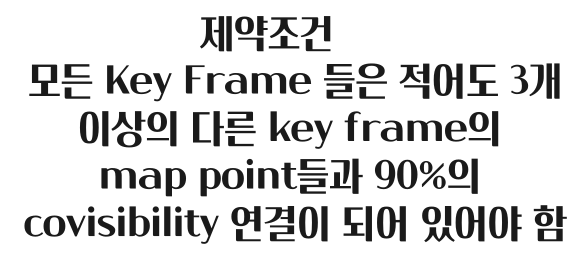 제약조건
모든 Key Frame 들은 적어도 3개
이상의 다른 key frame의
map point들과 90%의
covisibility 연결이 되어 있어야 함